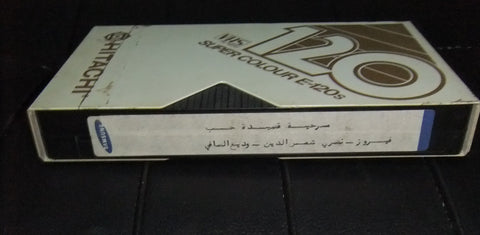 HITACHI
VHS
120
SUPER COLOUR E-120s
SAMSUNG
مسرحية قصيدة حب
فيروز - نصري شمس الدين - وديع الصافي